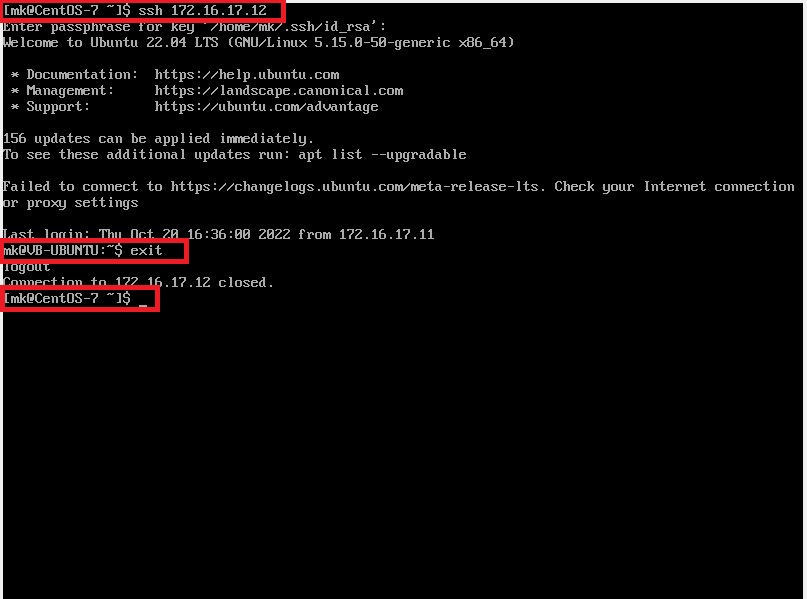 [mk@CentOS-7 ~]$ ssh 172.16.17.12
Enter passphrase for key '/home/mk/.ssh/id_rsa':
Welcome to Ubuntu 22.04 LTS (GNU/Linux 5.15.0-50-generic x86_64)
* Documentation:  https://help.ubuntu.com
* Management:     https://landscape.canonical.com
* Support:        https://ubuntu.com/advantage
156 updates can be applied immediately.
To see these additional updates run: apt list --upgradable
Failed to connect to https://changelogs.ubuntu.com/meta-release-lts. Check your Internet connection
or proxy settings
Last login: Thu Oct 20 16:36:00 2022 from 172.16.17.11
mk@VB-UBUNTU:~$ exit
logout
Connection to 172.16.17.12 closed.
[mk@CentOS-7 ~]$ _